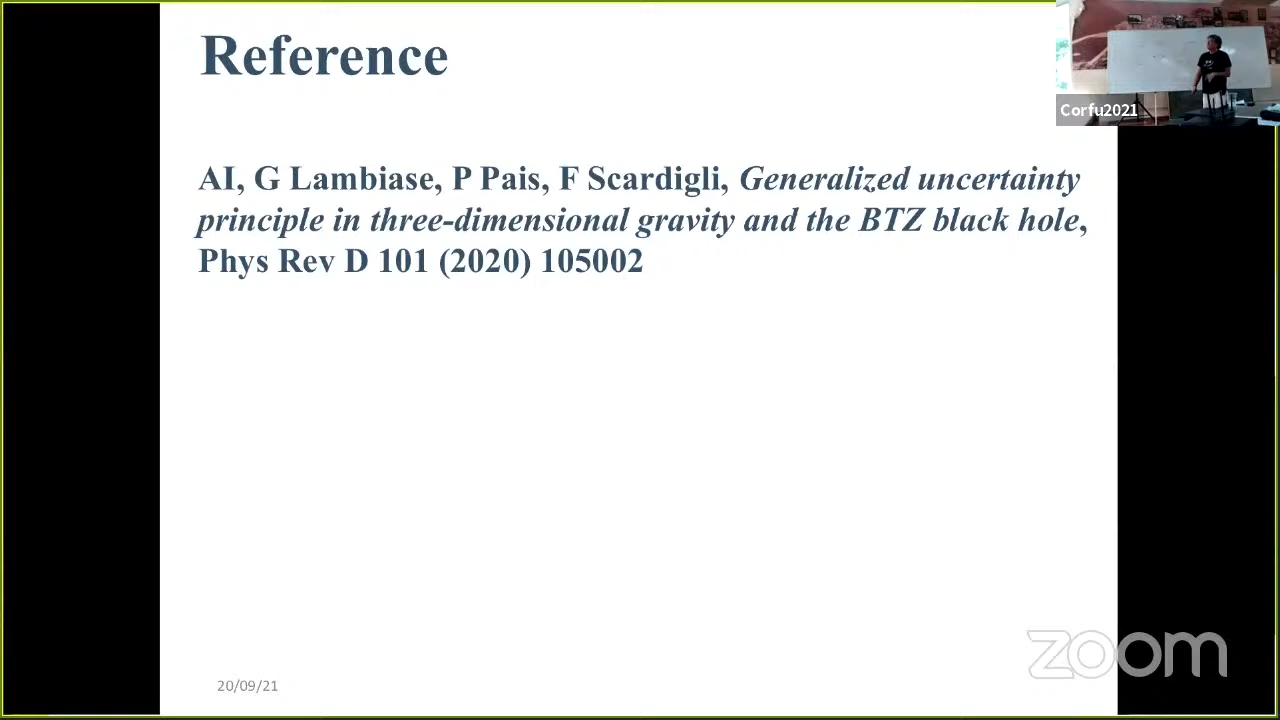 Reference
Corfu2021
AI, G Lambiase, P Pais, F Scardigli, Generalized uncertainty
principle in three-dimensional gravity and the BTZ black hole,
Phys Rev D 101 (2020) 105002
zoom
20/09/21